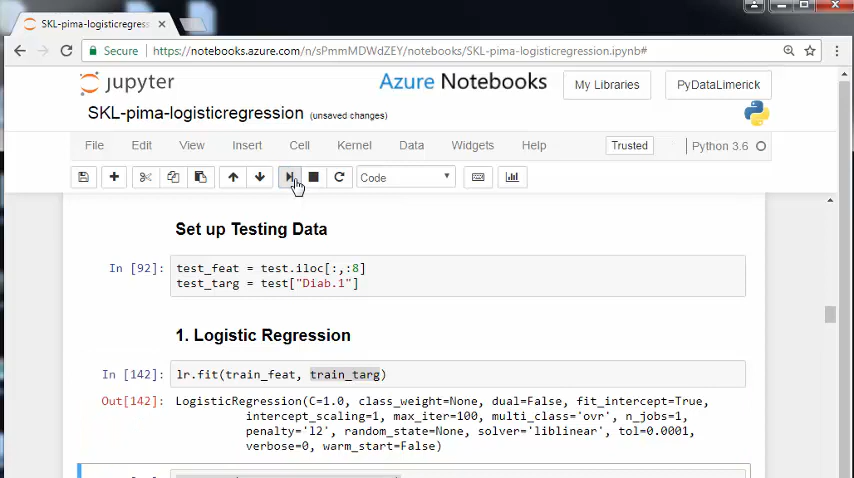 SKL-pima-logisticregress
Secure https://notebooks.azure.com/n/sPmmMDWdZEY/notebooks/SKL-pima-logisticregression.ipynb#
jupyter Azure Notebooks My Libraries PyDataLimerick
SKL-pima-logisticregression (unsaved changes)
File Edit View Insert Cell Kernel Data Widgets Help Trusted Python 3.6
Code
Set up Testing Data
In [92]: test_feat = test.iloc[:,:8]
test_targ = test["Diab.1"]
1. Logistic Regression
In [142]: lr.fit(train_feat, train_targ)
Out[142]: LogisticRegression(C=1.0, class_weight=None, dual=False, fit_intercept=True,
intercept_scaling=1, max_iter=100, multi_class='ovr', n_jobs=1,
penalty='l2', random_state=None, solver='liblinear', tol=0.0001,
verbose=0, warm_start=False)